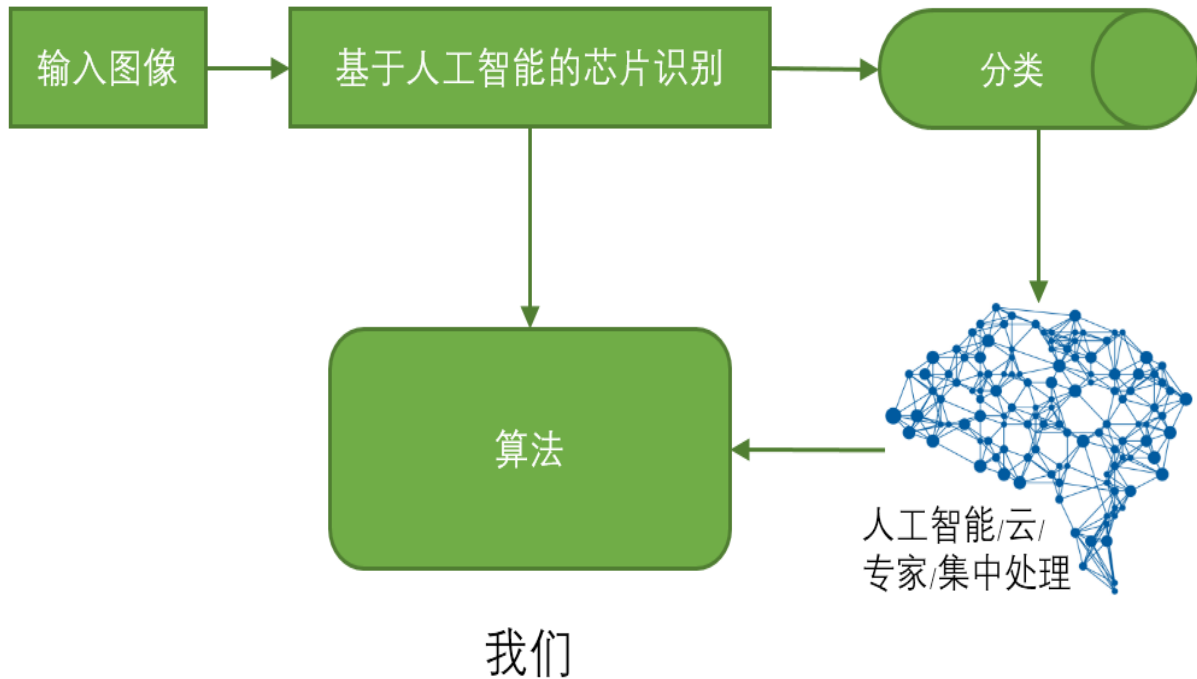 输入图像
基于人工智能的芯片识别
分类
算法
人工智能/云/
专家/集中处理
我们